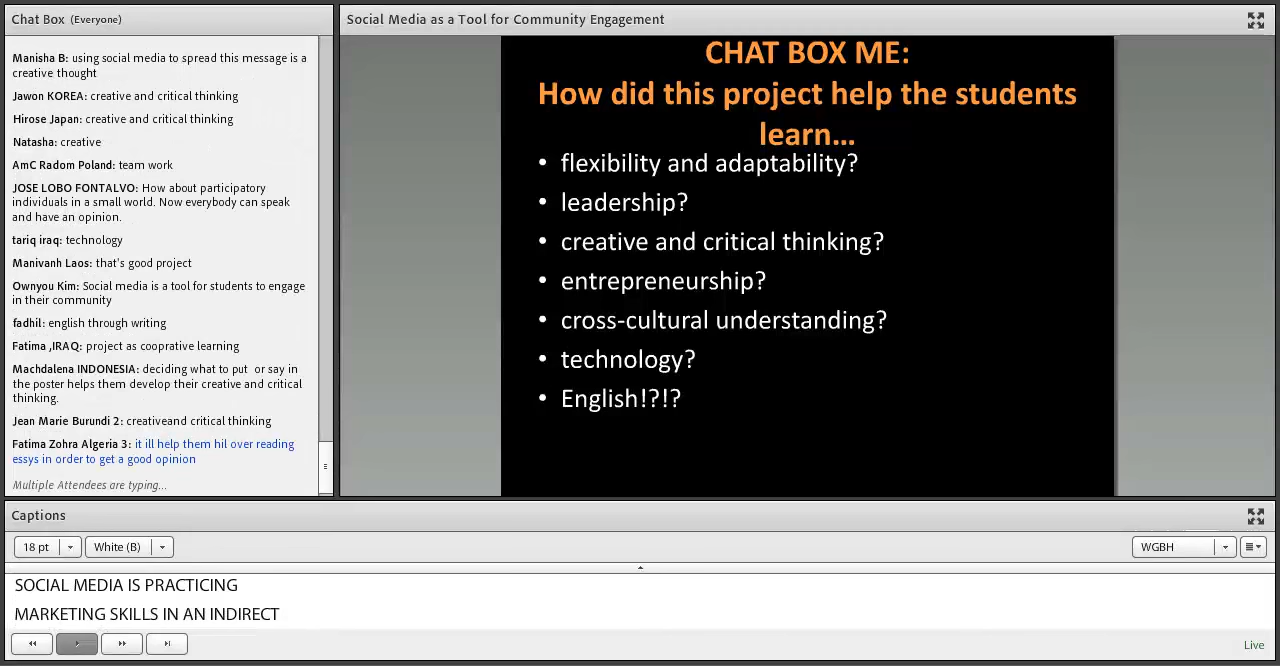 Chat Box (Everyone)
Manisha B: using social media to spread this message is a
creative thought
Jawon KOREA: creative and critical thinking
Hirose Japan: creative and critical thinking
Natasha: creative
AmC Radom Poland: team work
JOSE LOBO FONTALVO: How about participatory
individuals in a small world. Now everybody can speak
and have an opinion.
tariq iraq: technology
Manivanh Laos: that's good project
Ownyou Kim: Social media is a tool for students to engage
in their community
fadhil: english through writing
Fatima ,IRAQ: project as cooprative learning
Machdalena INDONESIA: deciding what to put  or say in
the poster helps them develop their creative and critical
thinking.
Jean Marie Burundi 2: creativeand critical thinking
Fatima Zohra Algeria 3: it ill help them hil over reading
essys in order to get a good opinion
Multiple Attendees are typing...
Social Media as a Tool for Community Engagement
CHAT BOX ME:
How did this project help the students
learn...
• flexibility and adaptability?
• leadership?
• creative and critical thinking?
• entrepreneurship?
• cross-cultural understanding?
• technology?
• English!?!?
Captions
18 pt
White (B)
WGBH
SOCIAL MEDIA IS PRACTICING
MARKETING SKILLS IN AN INDIRECT
Live